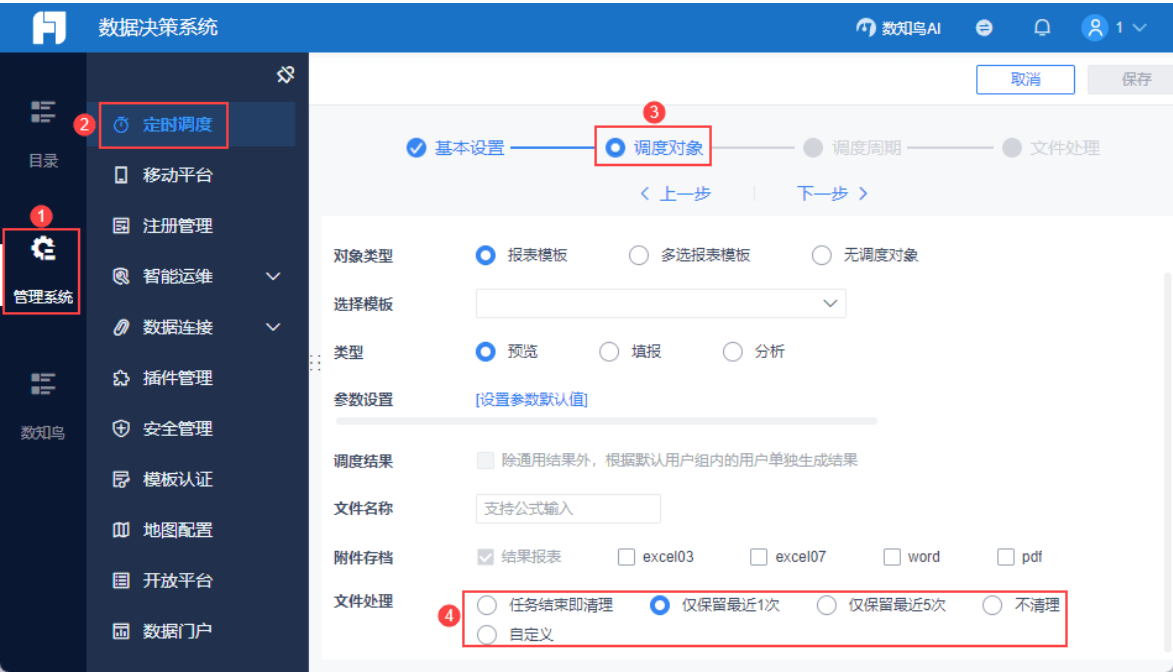 数据决策系统
数知鸟AI
1
取消
保存
目录
1
管理系统
数知鸟
2
定时调度
移动平台
注册管理
智能运维
数据连接
插件管理
安全管理
模板认证
地图配置
开放平台
数据门户
3
基本设置 调度对象 调度周期 文件处理
上一步 下一步
对象类型 报表模板 多选报表模板 无调度对象
选择模板
类型 预览 填报 分析
参数设置 [设置参数默认值]
调度结果 除通用结果外，根据默认用户组内的用户单独生成结果
文件名称 支持公式输入
附件存档 结果报表 excel03 excel07 word pdf
文件处理 4 任务结束即清理 仅保留最近1次 仅保留最近5次 不清理
自定义